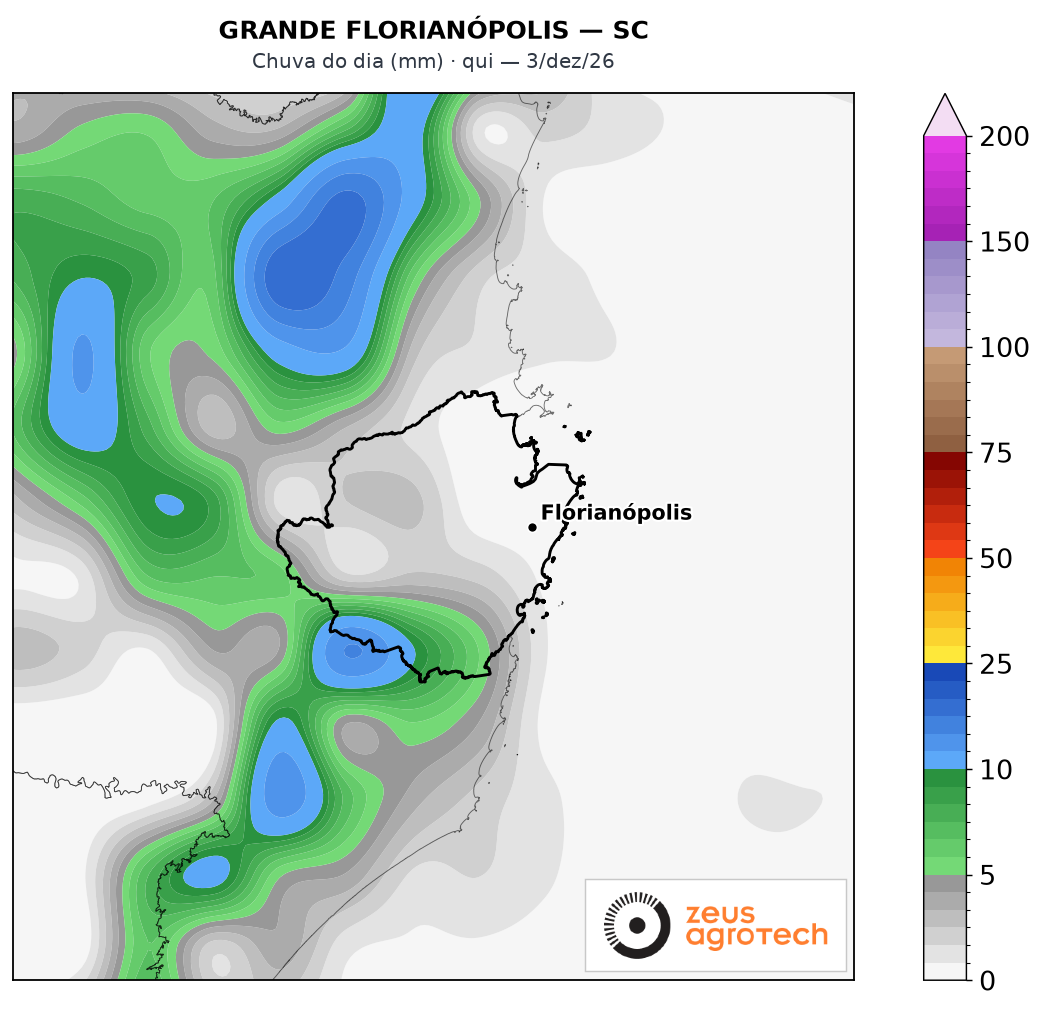 GRANDE FLORIANÓPOLIS — SC
Chuva do dia (mm) · qui — 3/dez/26
200
150
100
75
50
25
10
5
0
Florianópolis
zeus
agrotech